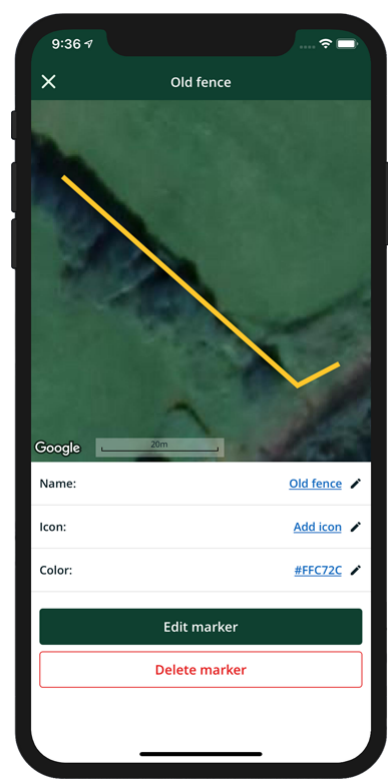 9:36
Old fence
Google
20m
Name:
Old fence
Icon:
Add icon
Color:
#FFC72C
Edit marker
Delete marker